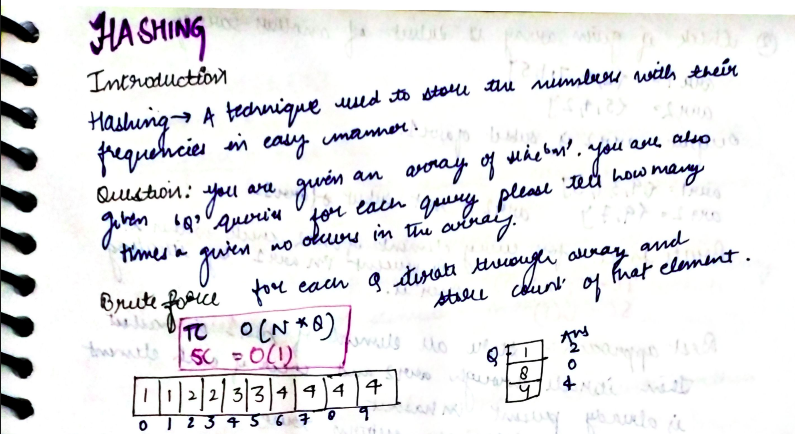 HASHING
Introduction
Hashing → A technique used to store the numbers with their
frequencies in easy manner.
Question: you are given an array of size 'n'. you are also
given 'Q' queries for each query please tell how many
times a given no occurs in the array.
Brute force for each Q iterate through array and
store count of that element.
TC O(N*Q)
SC = O(1)
Q Ans
1 2
8 0
4 4
1 1 2 2 3 3 4 4 4 4
0 1 2 3 4 5 6 7 8 9